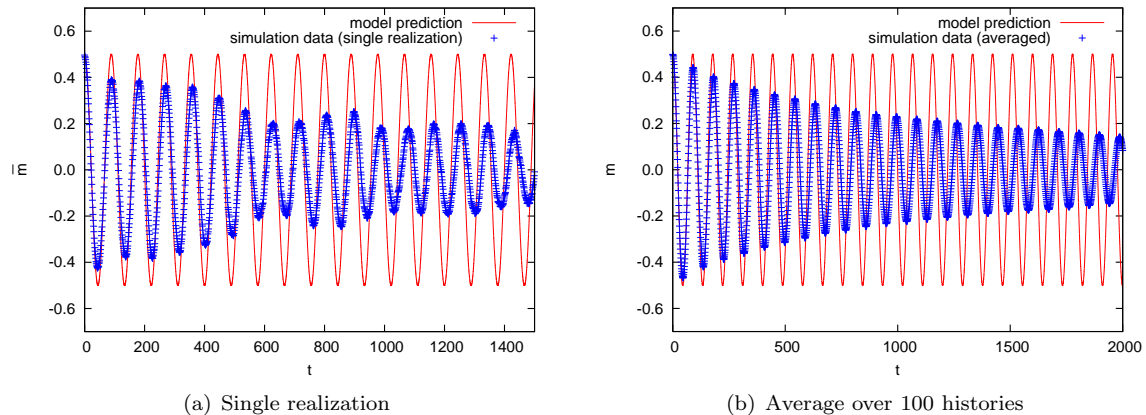 model prediction
simulation data (single realization)
0.6
0.4
0.2
0.0
-0.2
-0.4
-0.6
m
0 200 400 600 800 1000 1200 1400
t
(a) Single realization
model prediction
simulation data (averaged)
0.6
0.4
0.2
0.0
-0.2
-0.4
-0.6
m
0 500 1000 1500 2000
t
(b) Average over 100 histories